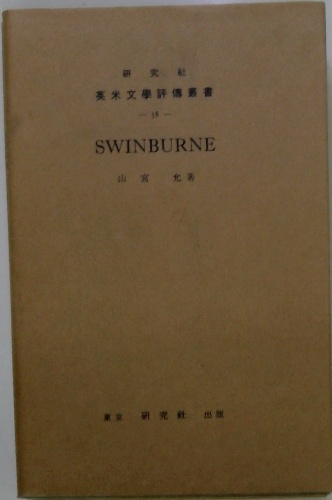 研究社
英米文學評傳叢書
— 58 —
SWINBURNE
山宮 允著
東京 研究社 出版